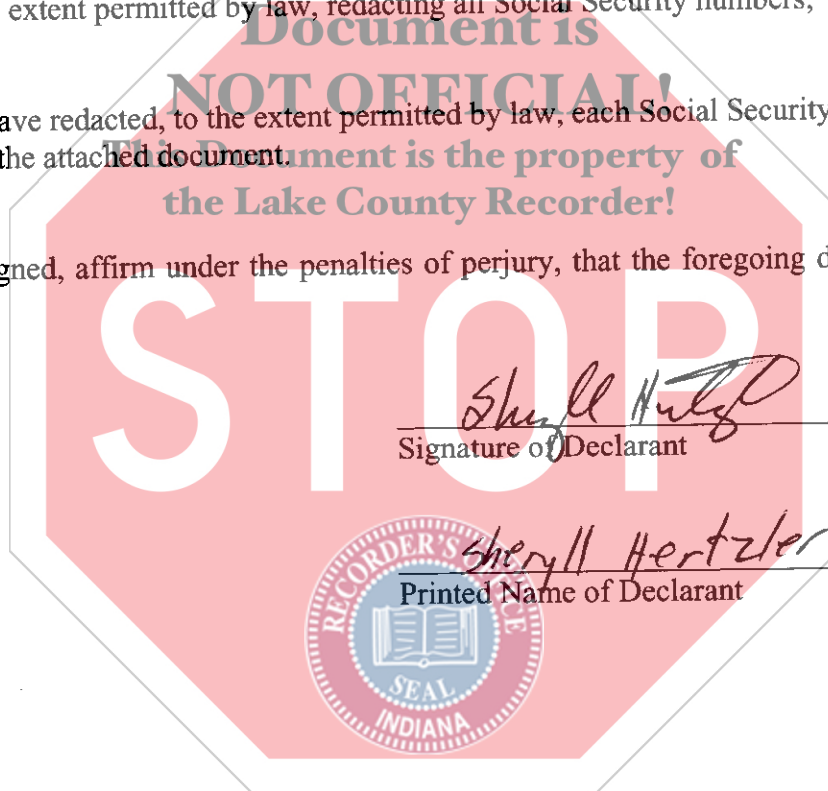 extent permitted by law, redacting all Social Security numbers;
Document is
NOT OFFICIAL!
ave redacted, to the extent permitted by law, each Social Security
the attached document.
This Document is the property of
the Lake County Recorder!
gned, affirm under the penalties of perjury, that the foregoing d
STOP
Signature of Declarant
Sheryll Hertzler
Printed Name of Declarant
RECORDER'S OFFICE
SEAL
INDIANA